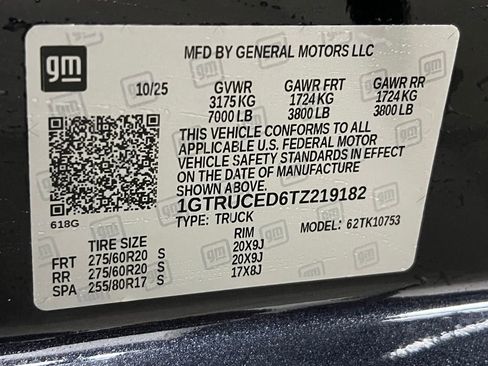 gm
MFD BY GENERAL MOTORS LLC
10/25 GVWR GAWR FRT GAWR RR
3175 KG 1724 KG 1724 KG
7000 LB 3800 LB 3800 LB
THIS VEHICLE CONFORMS TO ALL
APPLICABLE U.S. FEDERAL MOTOR
VEHICLE SAFETY STANDARDS IN EFFECT
ON THE DATE OF MANUFACTURE
SHOWN ABOVE.
1GTRUCED6TZ219182
618G TYPE: TRUCK MODEL: 62TK10753
TIRE SIZE RIM
FRT 275/60R20 S 20X9J
RR 275/60R20 S 20X9J
SPA 255/80R17 S 17X8J